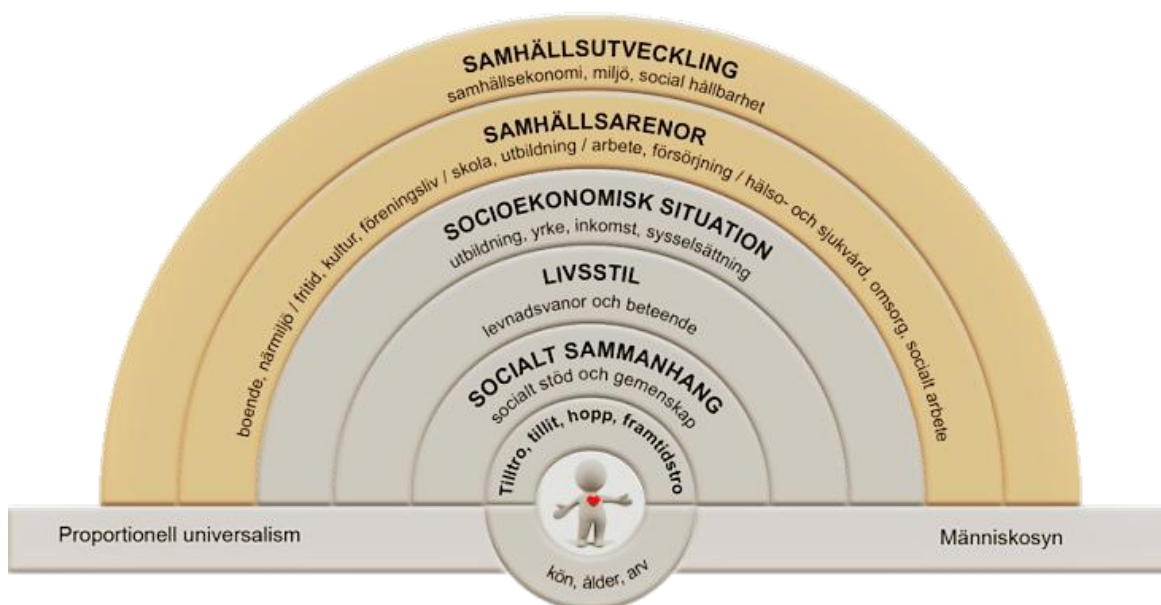 SAMHÄLLSUTVECKLING
samhällsekonomi, miljö, social hållbarhet
SAMHÄLLSARENOR
boende, närmiljö / fritid, kultur, föreningsliv / skola, utbildning / arbete, försörjning / hälso- och sjukvård, omsorg, socialt arbete
SOCIOEKONOMISK SITUATION
utbildning, yrke, inkomst, sysselsättning
LIVSSTIL
levnadsvanor och beteende
SOCIALT SAMMANHANG
socialt stöd och gemenskap
Tilltro, tillit, hopp, framtidstro
Proportionell universalism
Människosyn
kön, ålder, arv